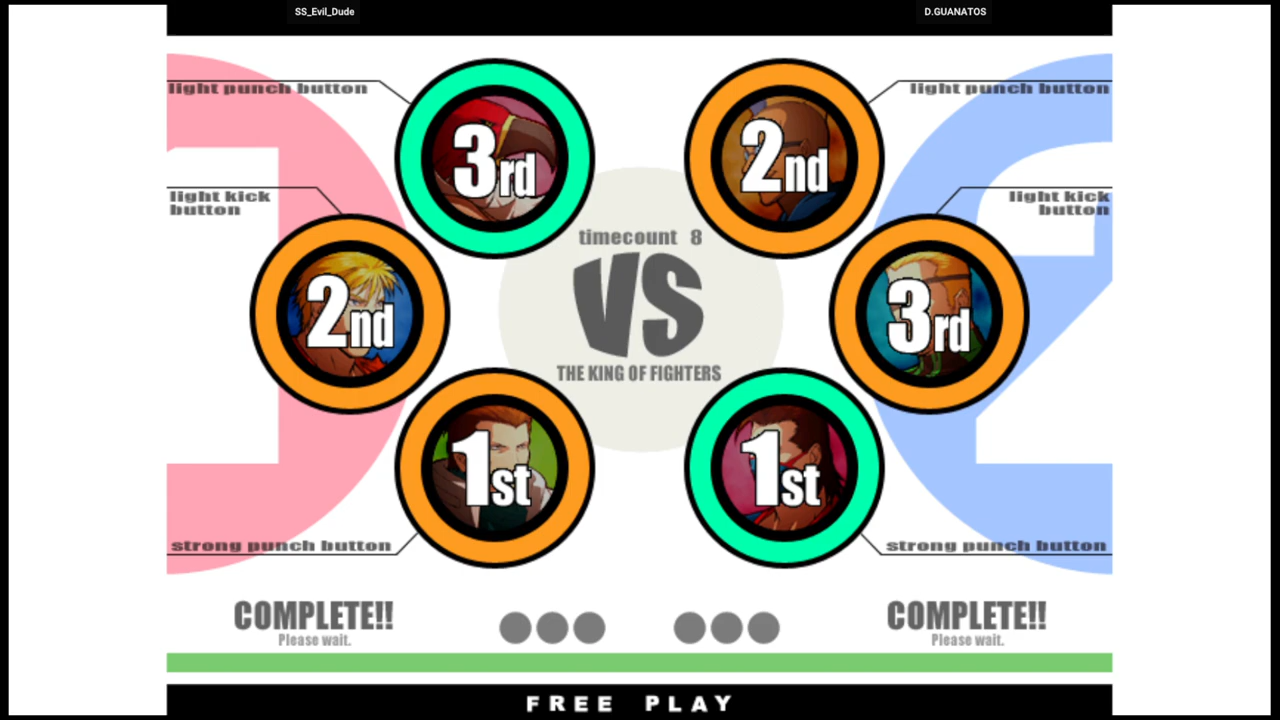 SS_Evil_Dude
D.GUANATOS
light punch button
light punch button
3rd
2nd
light kick
button
light kick
button
timecount 8
VS
THE KING OF FIGHTERS
2nd
3rd
1st
1st
strong punch button
strong punch button
COMPLETE!!
Please wait.
COMPLETE!!
Please wait.
FREE PLAY
1
2